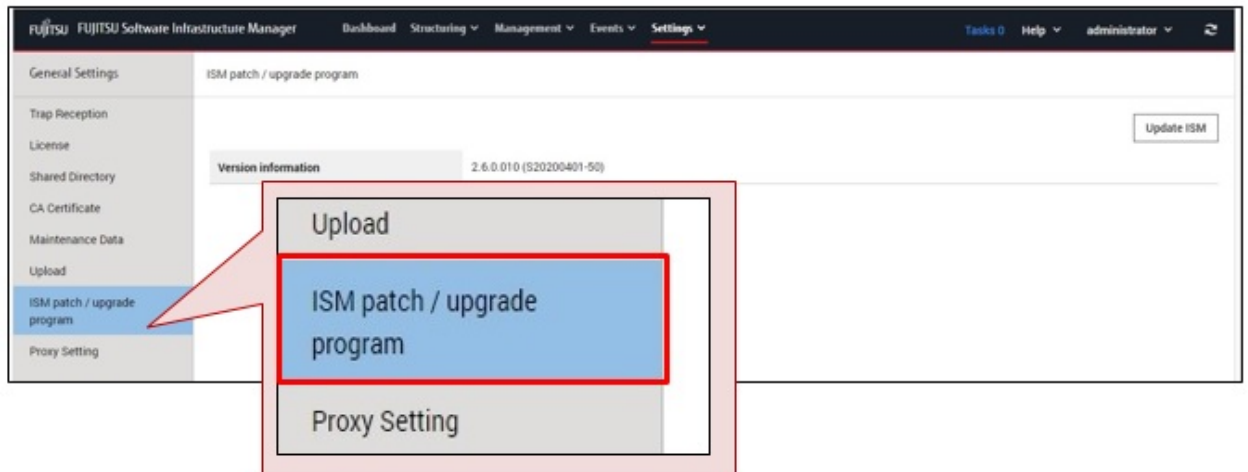 FUJITSU FUJITSU Software Infrastructure Manager Dashboard Structuring Management Events Settings Tasks 0 Help administrator
General Settings
ISM patch / upgrade program
Trap Reception
License
Shared Directory
CA Certificate
Maintenance Data
Upload
ISM patch / upgrade
program
Proxy Setting
Update ISM
Version information 2.6.0.010 (S20200401-50)
Upload
ISM patch / upgrade
program
Proxy Setting